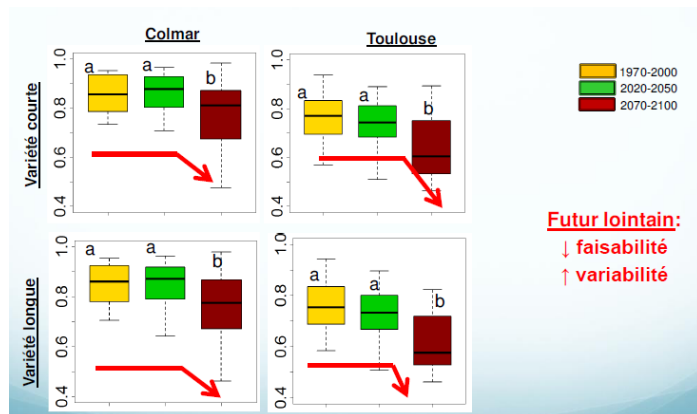 Colmar
Toulouse
Variété courte
1.0
0.8
0.6
0.4
a
a
b
1.0
0.8
0.6
0.4
a
a
b
1970-2000
2020-2050
2070-2100
Variété longue
1.0
0.8
0.6
0.4
a
a
b
1.0
0.8
0.6
0.4
a
a
b
Futur lointain:
↓ faisabilité
↑ variabilité